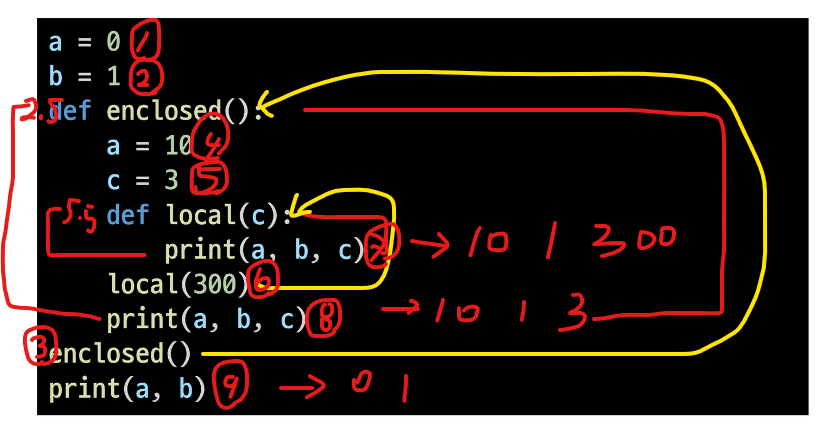 a = 0 1
b = 1 2
2.5 def enclosed():
    a = 10 4
    c = 3 5
5.5 def local(c):
        print(a, b, c) 7 → 10 1 300
    local(300) 6
    print(a, b, c) 8 → 10 1 3
3 enclosed()
print(a, b) 9 → 0 1